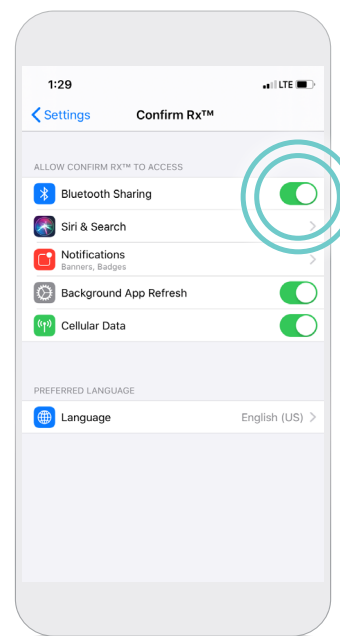 1:29 LTE
Settings Confirm Rx™
ALLOW CONFIRM RX™ TO ACCESS
Bluetooth Sharing
Siri & Search
Notifications
Banners, Badges
Background App Refresh
Cellular Data
PREFERRED LANGUAGE
Language English (US)